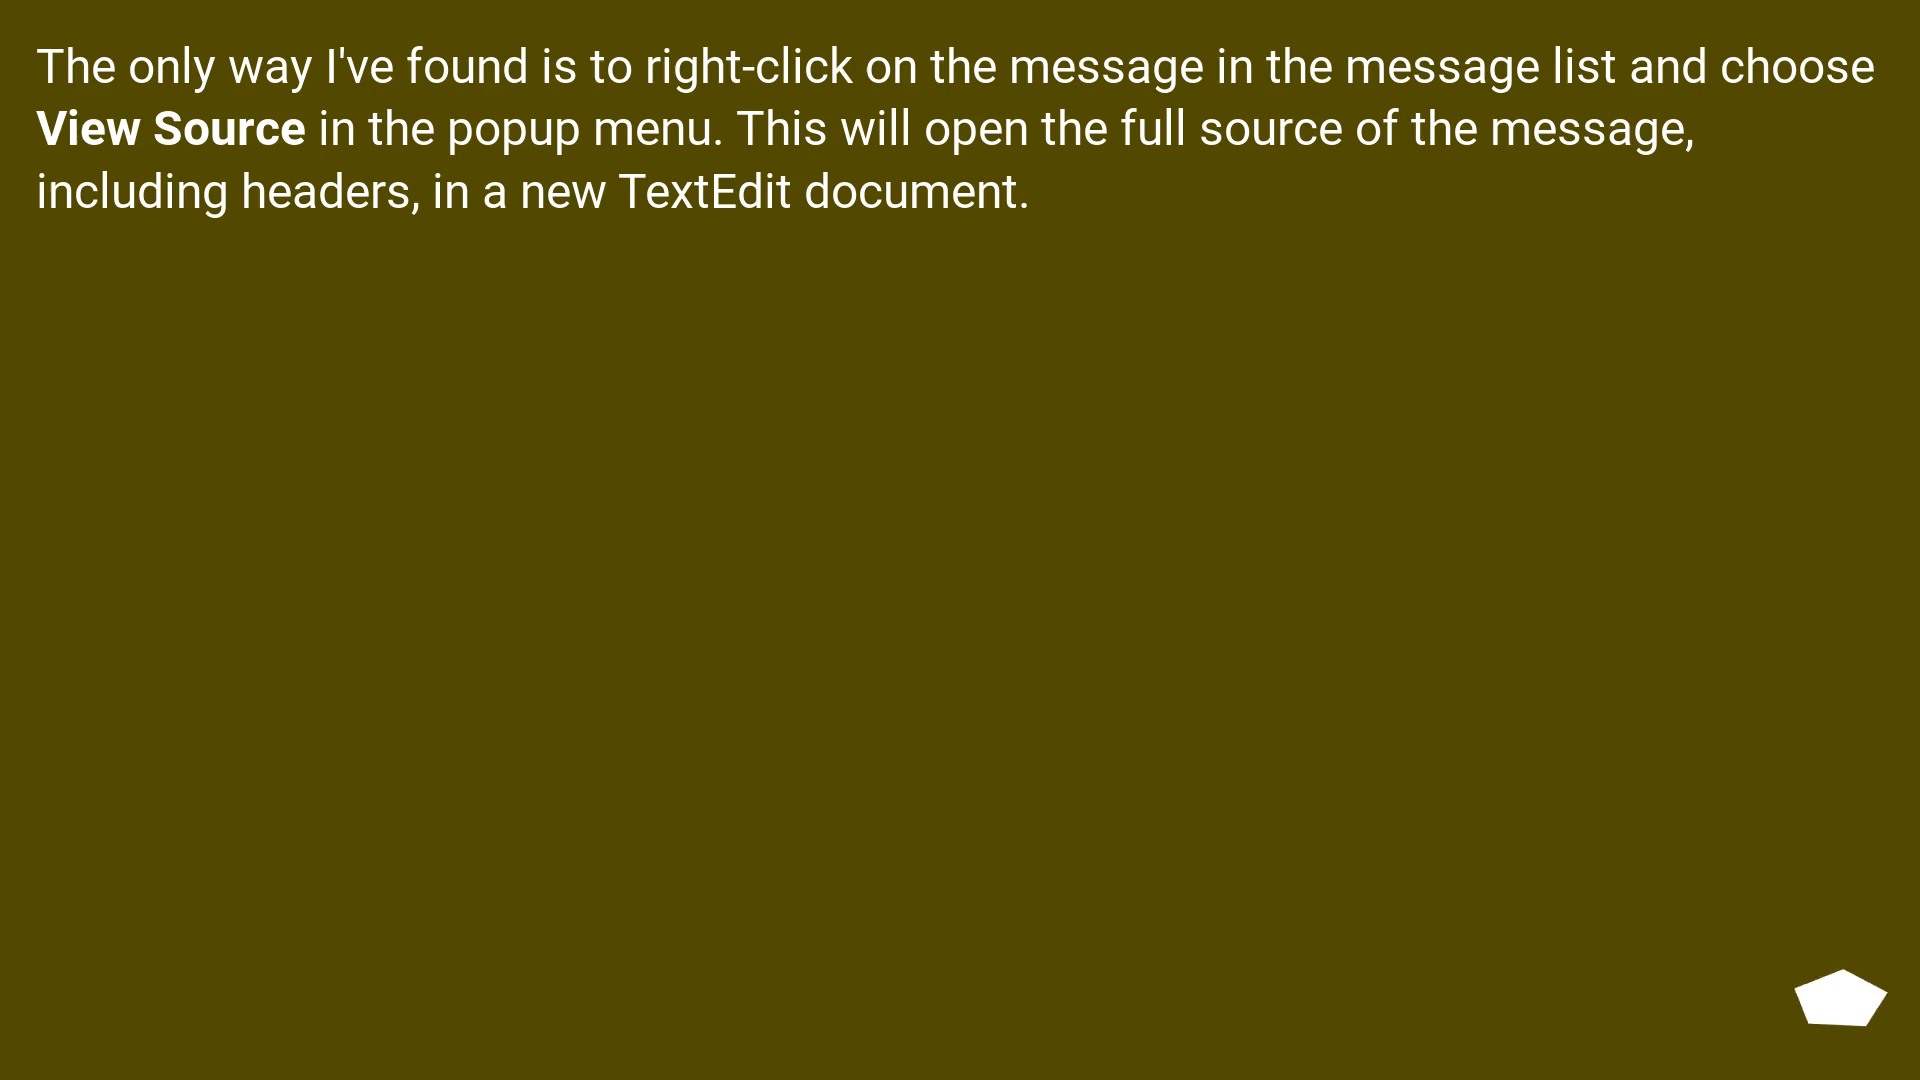 The only way I've found is to right-click on the message in the message list and choose
View Source in the popup menu. This will open the full source of the message,
including headers, in a new TextEdit document.